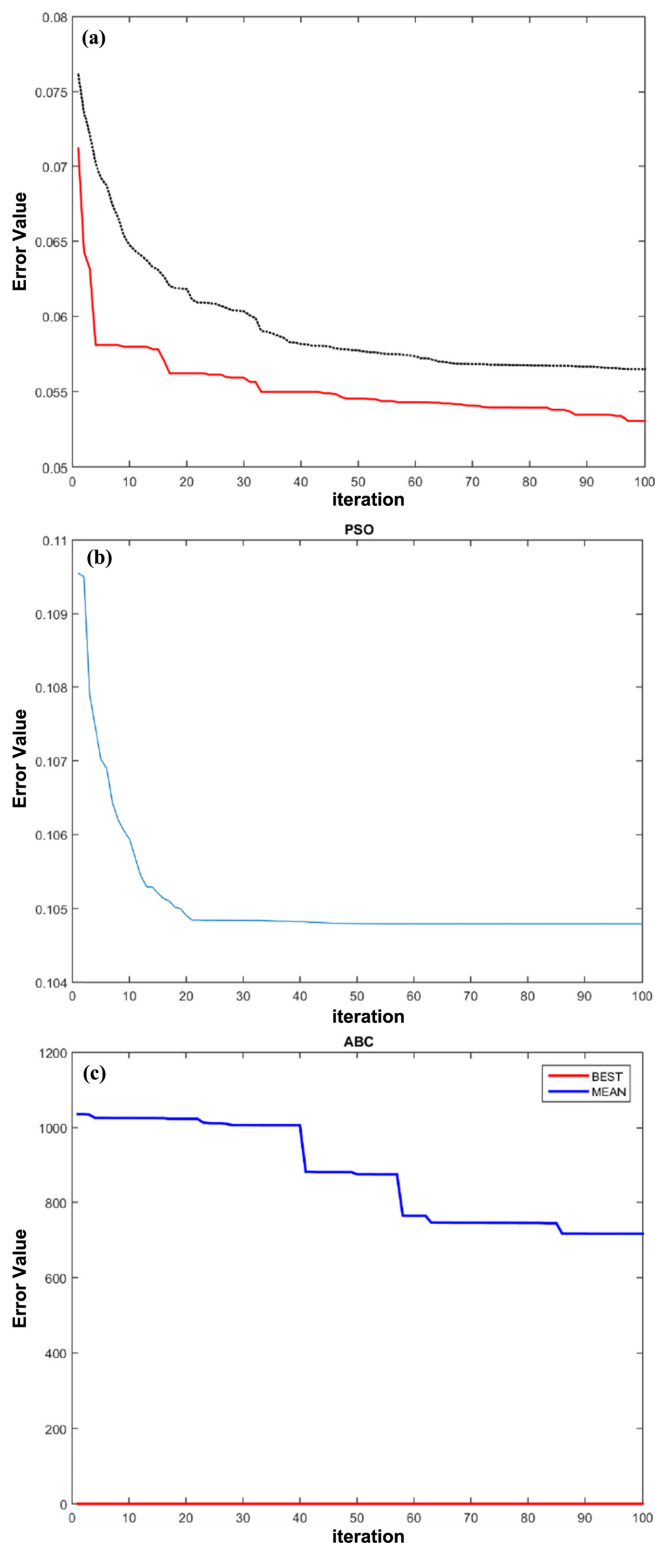 (a)
0.08
0.075
0.07
0.065
0.06
0.055
0.05
Error Value
0 10 20 30 40 50 60 70 80 90 100
iteration
PSO
(b)
0.11
0.109
0.108
0.107
0.106
0.105
0.104
Error Value
0 10 20 30 40 50 60 70 80 90 100
iteration
ABC
(c)
BEST
MEAN
1200
1000
800
600
400
200
0
Error Value
0 10 20 30 40 50 60 70 80 90 100
iteration